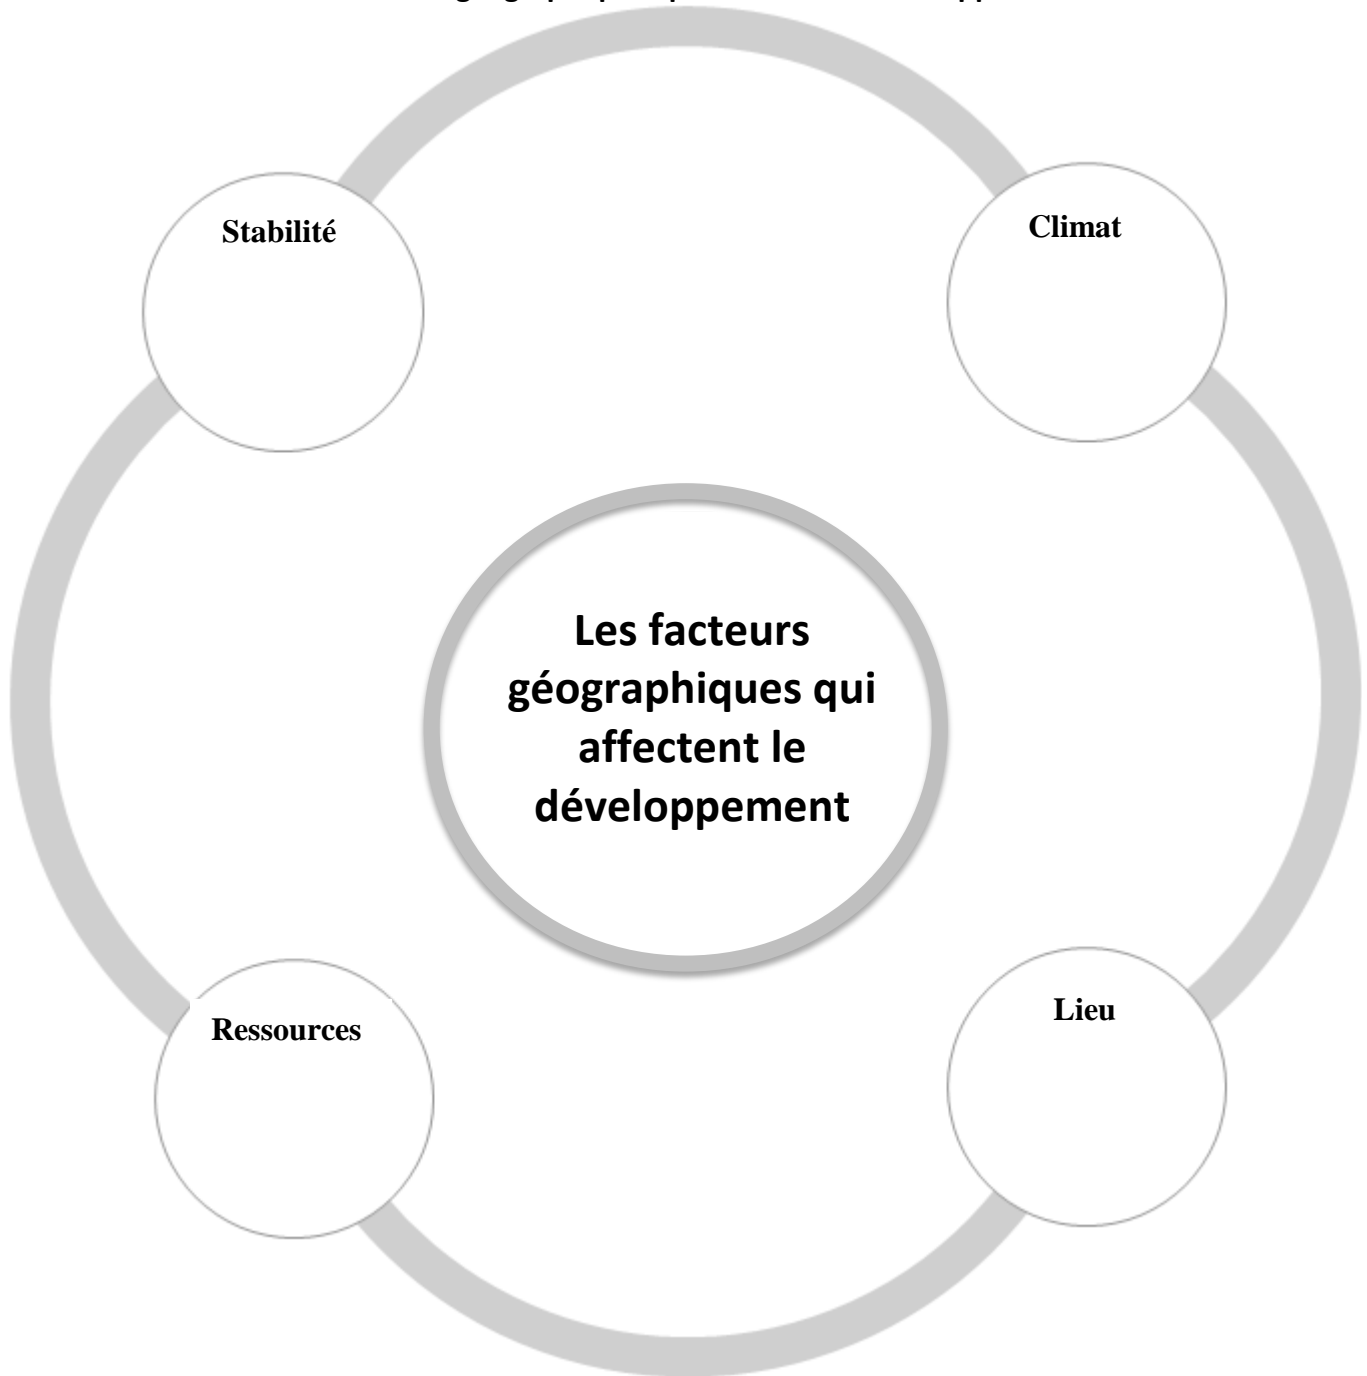 Stabilité
Climat
Les facteurs
géographiques qui
affectent le
développement
Ressources
Lieu